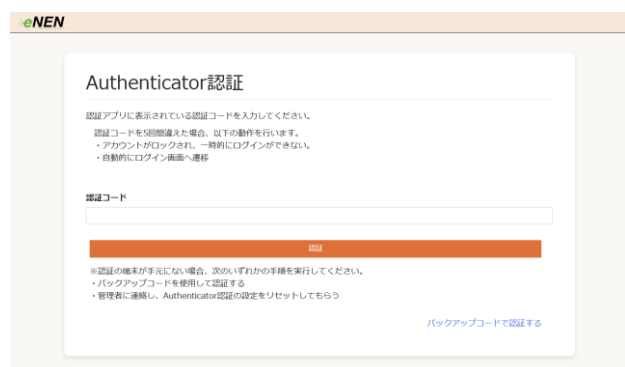 eNEN
Authenticator認証
認証アプリに表示されている認証コードを入力してください。
認証コードを5回間違えた場合、以下の動作を行います。
・アカウントがロックされ、一時的にログインができない。
・自動的にログイン画面へ遷移
認証コード
認証
※認証の端末が手元にない場合、次のいずれかの手順を実行してください。
・バックアップコードを使用して認証する
・管理者に連絡し、Authenticator認証の設定をリセットしてもらう
バックアップコードで認証する